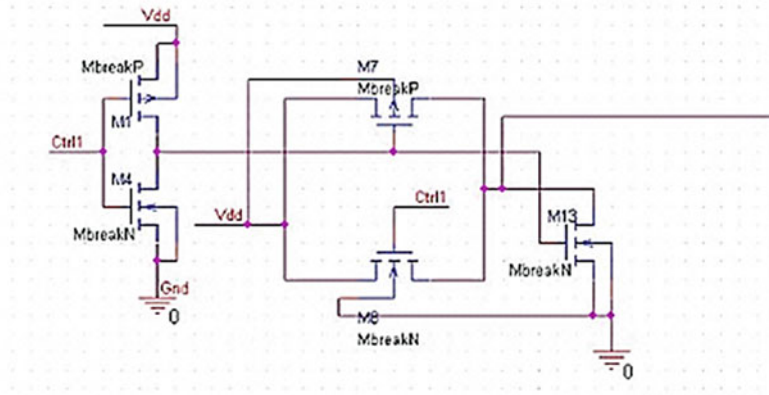 Vdd
MbreakP
M1
Ctrl1
M4
MbreakN
Gnd
0
M7
MbreakP
Vdd
Ctrl1
M8
MbreakN
M13
MbreakN
0